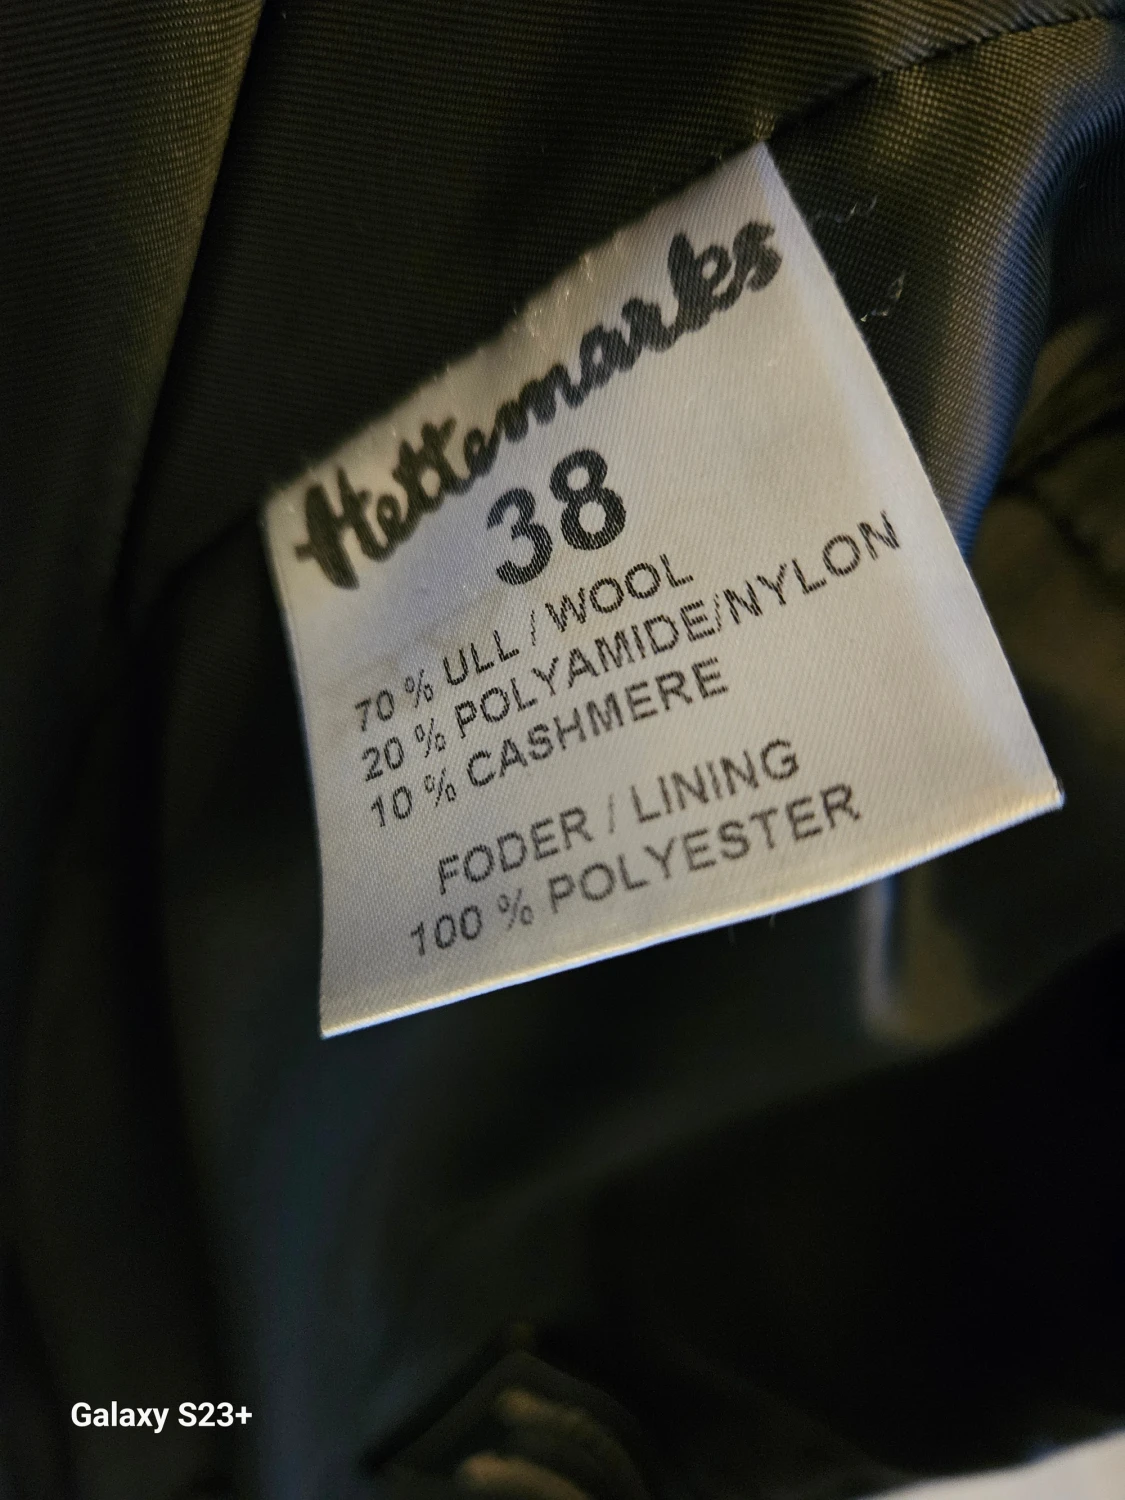 Hettemarks
38
70 % ULL / WOOL
20 % POLYAMIDE/NYLON
10 % CASHMERE
FODER / LINING
100 % POLYESTER
Galaxy S23+